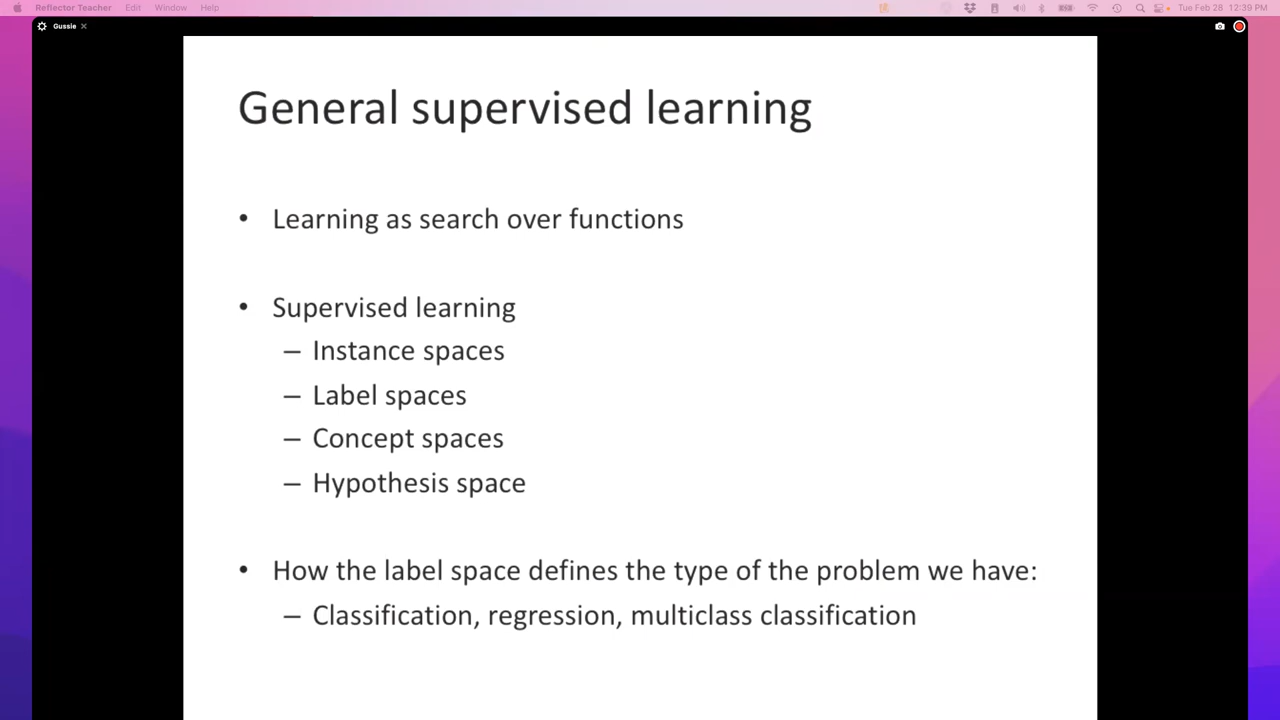 Reflector Teacher Edit Window Help Tue Feb 28 12:39 PM
Gussie
General supervised learning
• Learning as search over functions
• Supervised learning
– Instance spaces
– Label spaces
– Concept spaces
– Hypothesis space
• How the label space defines the type of the problem we have:
– Classification, regression, multiclass classification